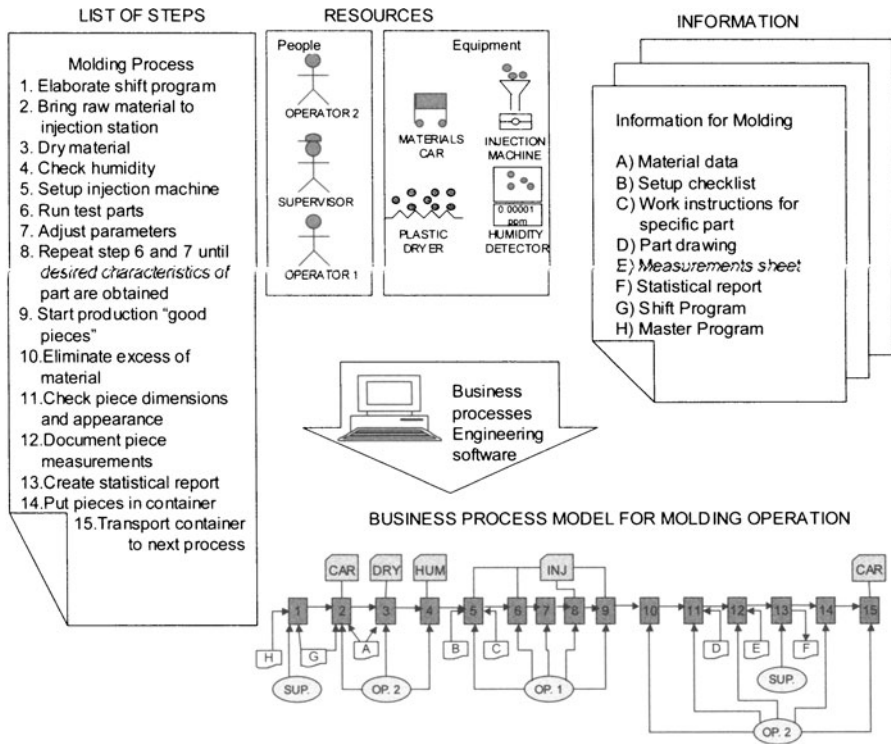 LIST OF STEPS
Molding Process
1. Elaborate shift program
2. Bring raw material to
injection station
3. Dry material
4. Check humidity
5. Setup injection machine
6. Run test parts
7. Adjust parameters
8. Repeat step 6 and 7 until
desired characteristics of
part are obtained
9. Start production “good
pieces”
10.Eliminate excess of
material
11.Check piece dimensions
and appearance
12.Document piece
measurements
13.Create statistical report
14.Put pieces in container
15.Transport container
to next process
RESOURCES
People
OPERATOR 2
SUPERVISOR
OPERATOR 1
Equipment
MATERIALS
CAR
INJECTION
MACHINE
PLASTIC
DRYER
0 00001
ppm
HUMIDITY
DETECTOR
INFORMATION
Information for Molding
A) Material data
B) Setup checklist
C) Work instructions for
specific part
D) Part drawing
E) Measurements sheet
F) Statistical report
G) Shift Program
H) Master Program
Business
processes
Engineering
software
BUSINESS PROCESS MODEL FOR MOLDING OPERATION
CAR DRY HUM INJ CAR
1 2 3 4 5 6 7 8 9 10 11 12 13 14 15
H G A B C D E F
SUP. OP. 2 OP. 1 SUP.
OP. 2